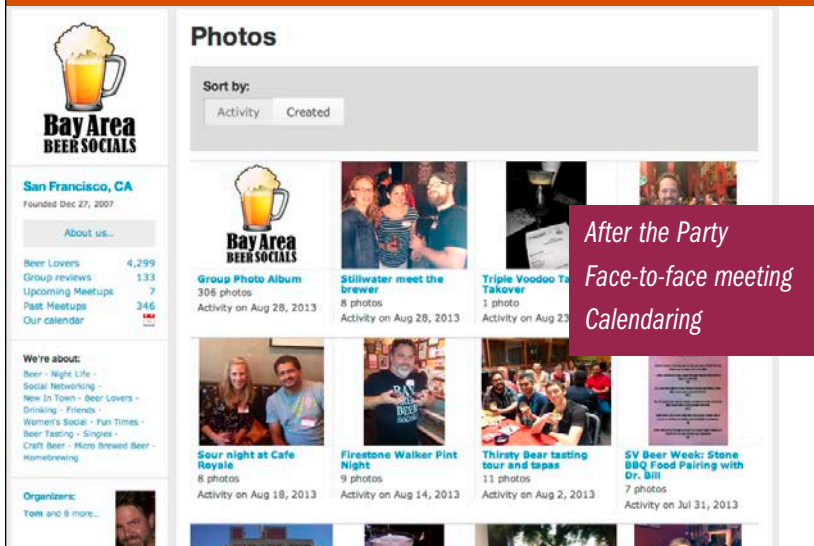 Bay Area
BEER SOCIALS
San Francisco, CA
Founded Dec 27, 2007
About us...
Beer Lovers 4,299
Group reviews 133
Upcoming Meetups 7
Past Meetups 346
Our calendar
We're about:
Beer · Night Life ·
Social Networking ·
New In Town · Beer Lovers ·
Drinking · Friends ·
Women's Social · Fun Times ·
Beer Tasting · Singles ·
Craft Beer · Micro Brewed Beer ·
Homebrewing
Organizers:
Tom and 8 more...
Photos
Sort by:
Activity Created
Bay Area
BEER SOCIALS
Group Photo Album
306 photos
Activity on Aug 28, 2013
Stillwater meet the
brewer
8 photos
Activity on Aug 28, 2013
Triple Voodoo
Takeover
1 photo
Activity on Aug 23
After the Party
Face-to-face meeting
Calendaring
Sour night at Cafe
Royale
8 photos
Activity on Aug 18, 2013
BAY
BEER
SOCIALS
Firestone Walker Pint
Night
9 photos
Activity on Aug 14, 2013
Thirsty Bear tasting
tour and tapas
11 photos
Activity on Aug 2, 2013
SV Beer Week: Stone
BBQ Food Pairing with
Dr. Bill
7 photos
Activity on Jul 31, 2013